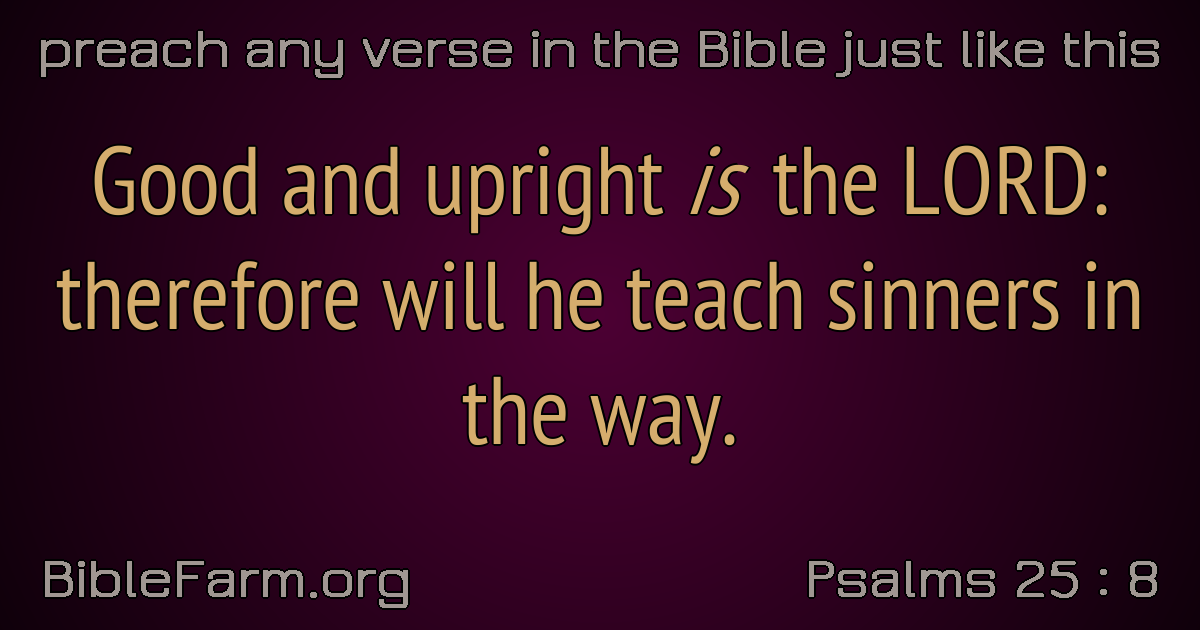 preach any verse in the Bible just like this
Good and upright is the LORD:
therefore will he teach sinners in
the way.
BibleFarm.org
Psalms 25 : 8